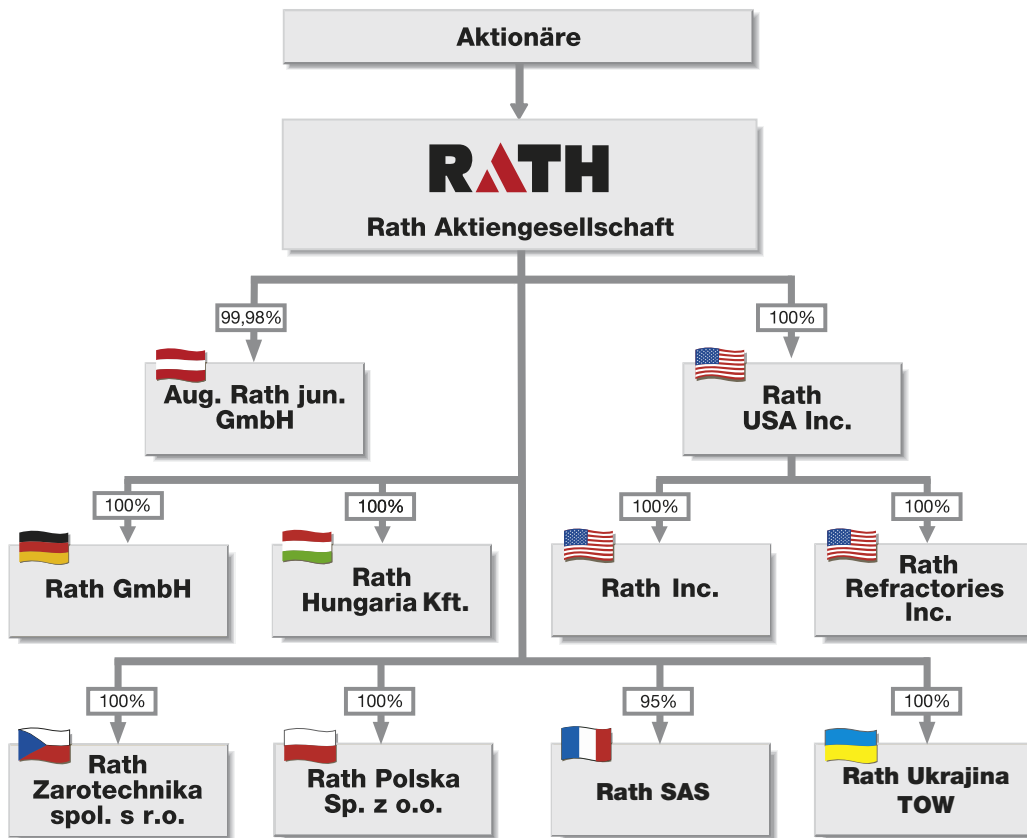 Aktionäre
RATH
Rath Aktiengesellschaft
99,98%
100%
Aug. Rath jun.
GmbH
Rath
USA Inc.
100%
100%
100%
100%
Rath GmbH
Rath
Hungaria Kft.
Rath Inc.
Rath
Refractories
Inc.
100%
100%
95%
100%
Rath
Zarotechnika
spol. s r.o.
Rath Polska
Sp. z o.o.
Rath SAS
Rath Ukrajina
TOW